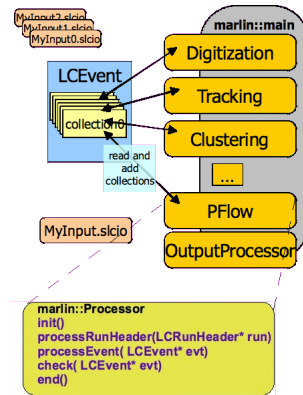 MyInput2.slcio
MyInput1.slcio
MyInput0.slcio
marlin::main
LCEvent
collection0
read and
add
collections
Digitization
Tracking
Clustering
...
PFlow
OutputProcessor
MyInput.slcio
marlin::Processor
init()
processRunHeader(LCRunHeader* run)
processEvent( LCEvent* evt)
check( LCEvent* evt)
end()